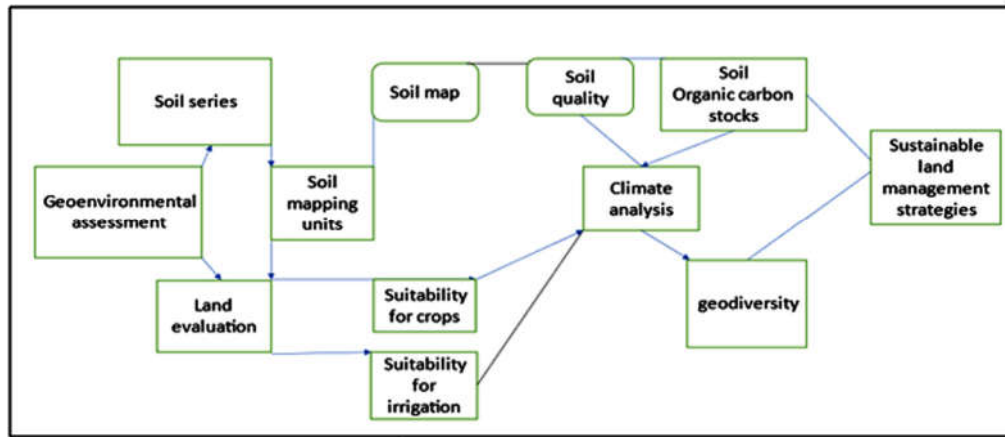 Soil series
Soil map
Soil
quality
Soil
Organic carbon
stocks
Geoenvironmental
assessment
Soil
mapping
units
Climate
analysis
Sustainable
land
management
strategies
Land
evaluation
Suitability
for crops
geodiversity
Suitability
for
irrigation